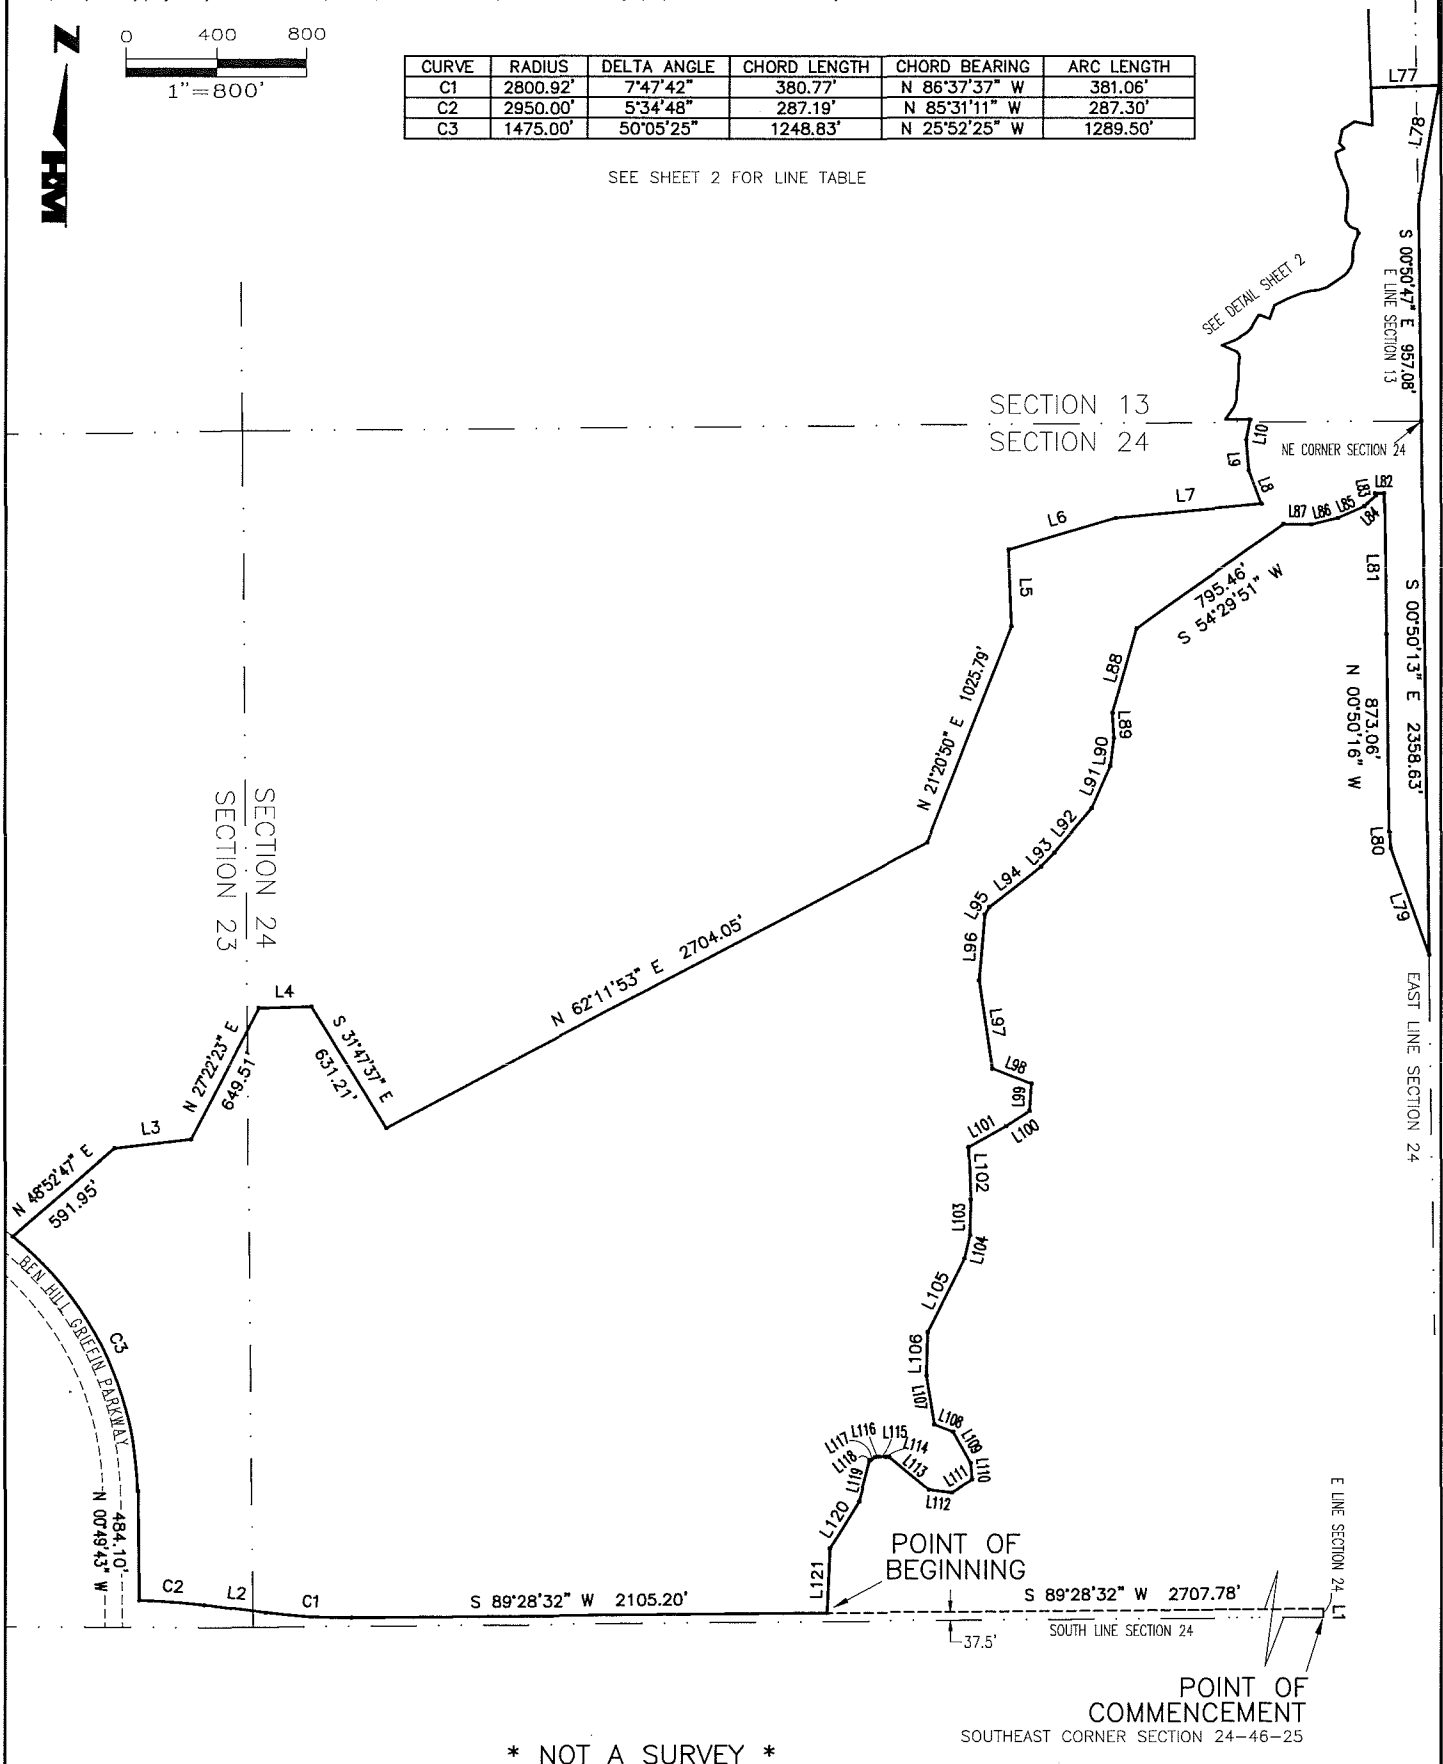 0 400 800
1"=800'
N
HM
CURVE RADIUS DELTA ANGLE CHORD LENGTH CHORD BEARING ARC LENGTH
C1 2800.92' 7°47'42" 380.77' N 86°37'37" W 381.06'
C2 2950.00' 5°34'48" 287.19' N 85°31'11" W 287.30'
C3 1475.00' 50°05'25" 1248.83' N 25°52'25" W 1289.50'
SEE SHEET 2 FOR LINE TABLE
L77
L78
S 00°50'47" E 957.08'
E LINE SECTION 13
SEE DETAIL SHEET 2
SECTION 13
SECTION 24
NE CORNER SECTION 24
L10
L9
L8
L7
L6
L5
L82
L83
L84
L85
L86
L87
L81
795.46'
S 54°29'51" W
S 00°50'13" E 2358.63'
873.06'
N 00°50'16" W
L80
L79
EAST LINE SECTION 24
L88
L89
L90
L91
L92
L93
L94
L95
L96
L97
L98
L99
L100
L101
L102
L103
L104
L105
L106
L107
L108
L109
L110
L111
L112
L113
L114
L115
L116
L117
L118
L119
L120
L121
N 21°20'50" E 1025.79'
N 62°11'53" E 2704.05'
SECTION 24
SECTION 23
L4
S 31°47'37" E
631.21'
N 27°22'23" E
649.51'
L3
N 48°52'47" E
591.95'
BEN HILL GRIFFIN PARKWAY
C3
484.10'
N 00°49'43" W
C2
L2
C1
S 89°28'32" W 2105.20'
POINT OF
BEGINNING
S 89°28'32" W 2707.78'
SOUTH LINE SECTION 24
37.5'
E LINE SECTION 24
L1
POINT OF
COMMENCEMENT
SOUTHEAST CORNER SECTION 24-46-25
* NOT A SURVEY *